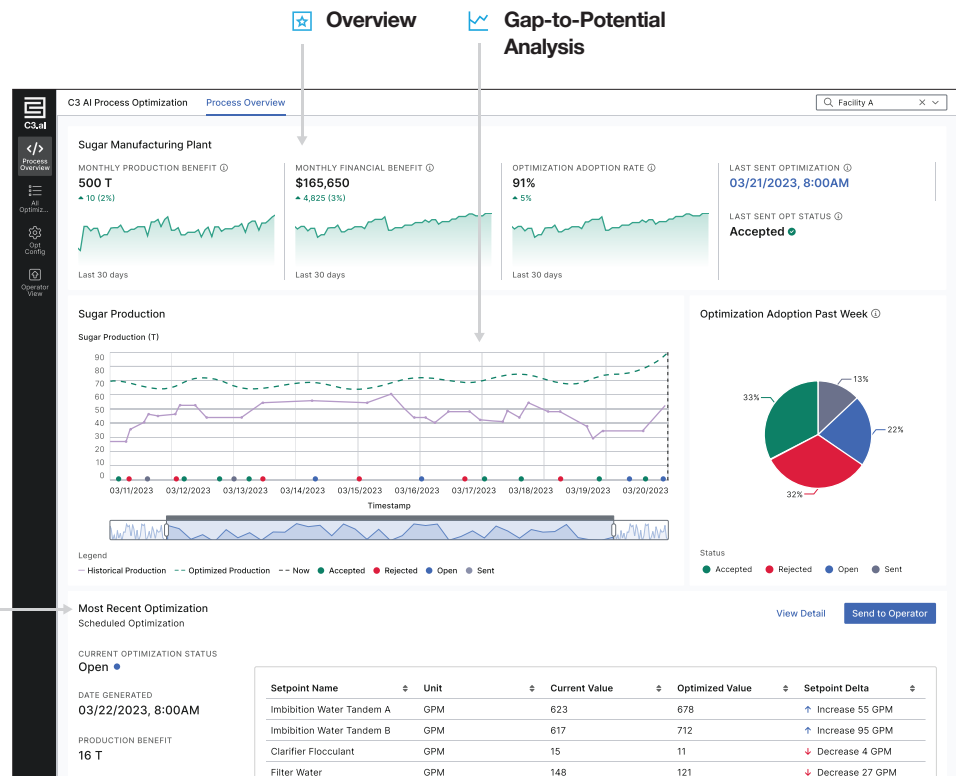 Overview
Gap-to-Potential
Analysis
C3.ai
Process
Overview
All
Optimiz...
Opt
Config
Operator
View
C3 AI Process Optimization
Process Overview
Facility A
Sugar Manufacturing Plant
MONTHLY PRODUCTION BENEFIT
500 T
10 (2%)
Last 30 days
MONTHLY FINANCIAL BENEFIT
$165,650
4,825 (3%)
Last 30 days
OPTIMIZATION ADOPTION RATE
91%
5%
Last 30 days
LAST SENT OPTIMIZATION
03/21/2023, 8:00AM
LAST SENT OPT STATUS
Accepted
Sugar Production
Sugar Production (T)
90
80
70
60
50
40
30
20
10
0
03/11/2023 03/12/2023 03/13/2023 03/14/2023 03/15/2023 03/16/2023 03/17/2023 03/18/2023 03/19/2023 03/20/2023
Timestamp
Legend
Historical Production Optimized Production Now Accepted Rejected Open Sent
Optimization Adoption Past Week
13%
33%
22%
32%
Status
Accepted Rejected Open Sent
Most Recent Optimization
Scheduled Optimization
View Detail
Send to Operator
CURRENT OPTIMIZATION STATUS
Open
DATE GENERATED
03/22/2023, 8:00AM
PRODUCTION BENEFIT
16 T
Setpoint Name Unit Current Value Optimized Value Setpoint Delta
Imbibition Water Tandem A GPM 623 678 Increase 55 GPM
Imbibition Water Tandem B GPM 617 712 Increase 95 GPM
Clarifier Flocculant GPM 15 11 Decrease 4 GPM
Filter Water GPM 148 121 Decrease 27 GPM